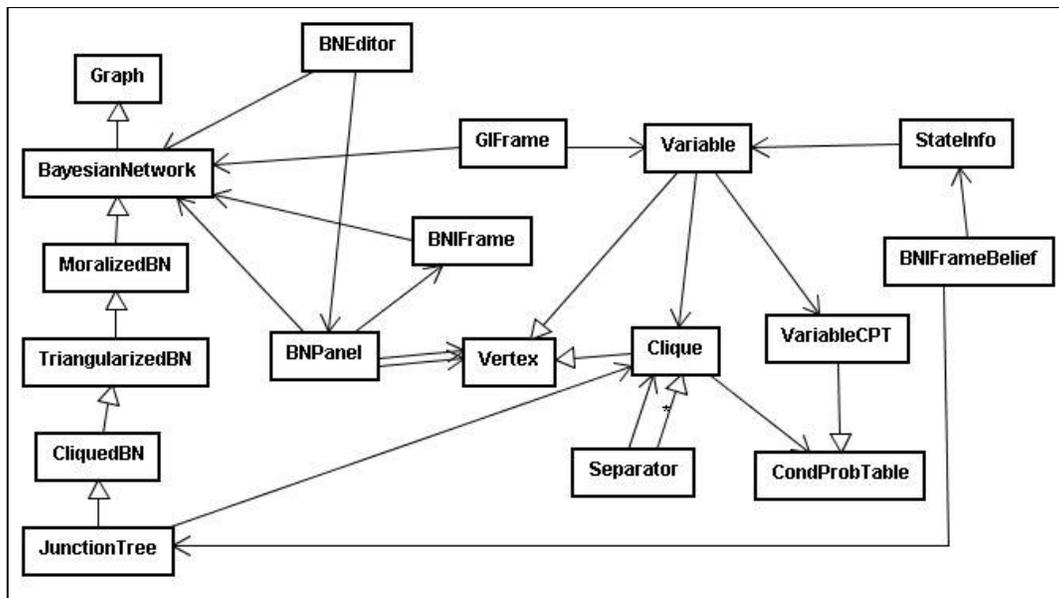 BNEditor
Graph
GIFrame
Variable
StateInfo
BayesianNetwork
BNIFrame
MoralizedBN
BNIFrameBelief
VariableCPT
BNPanel
Vertex
Clique
TriangularizedBN
*
CliquedBN
Separator
CondProbTable
JunctionTree